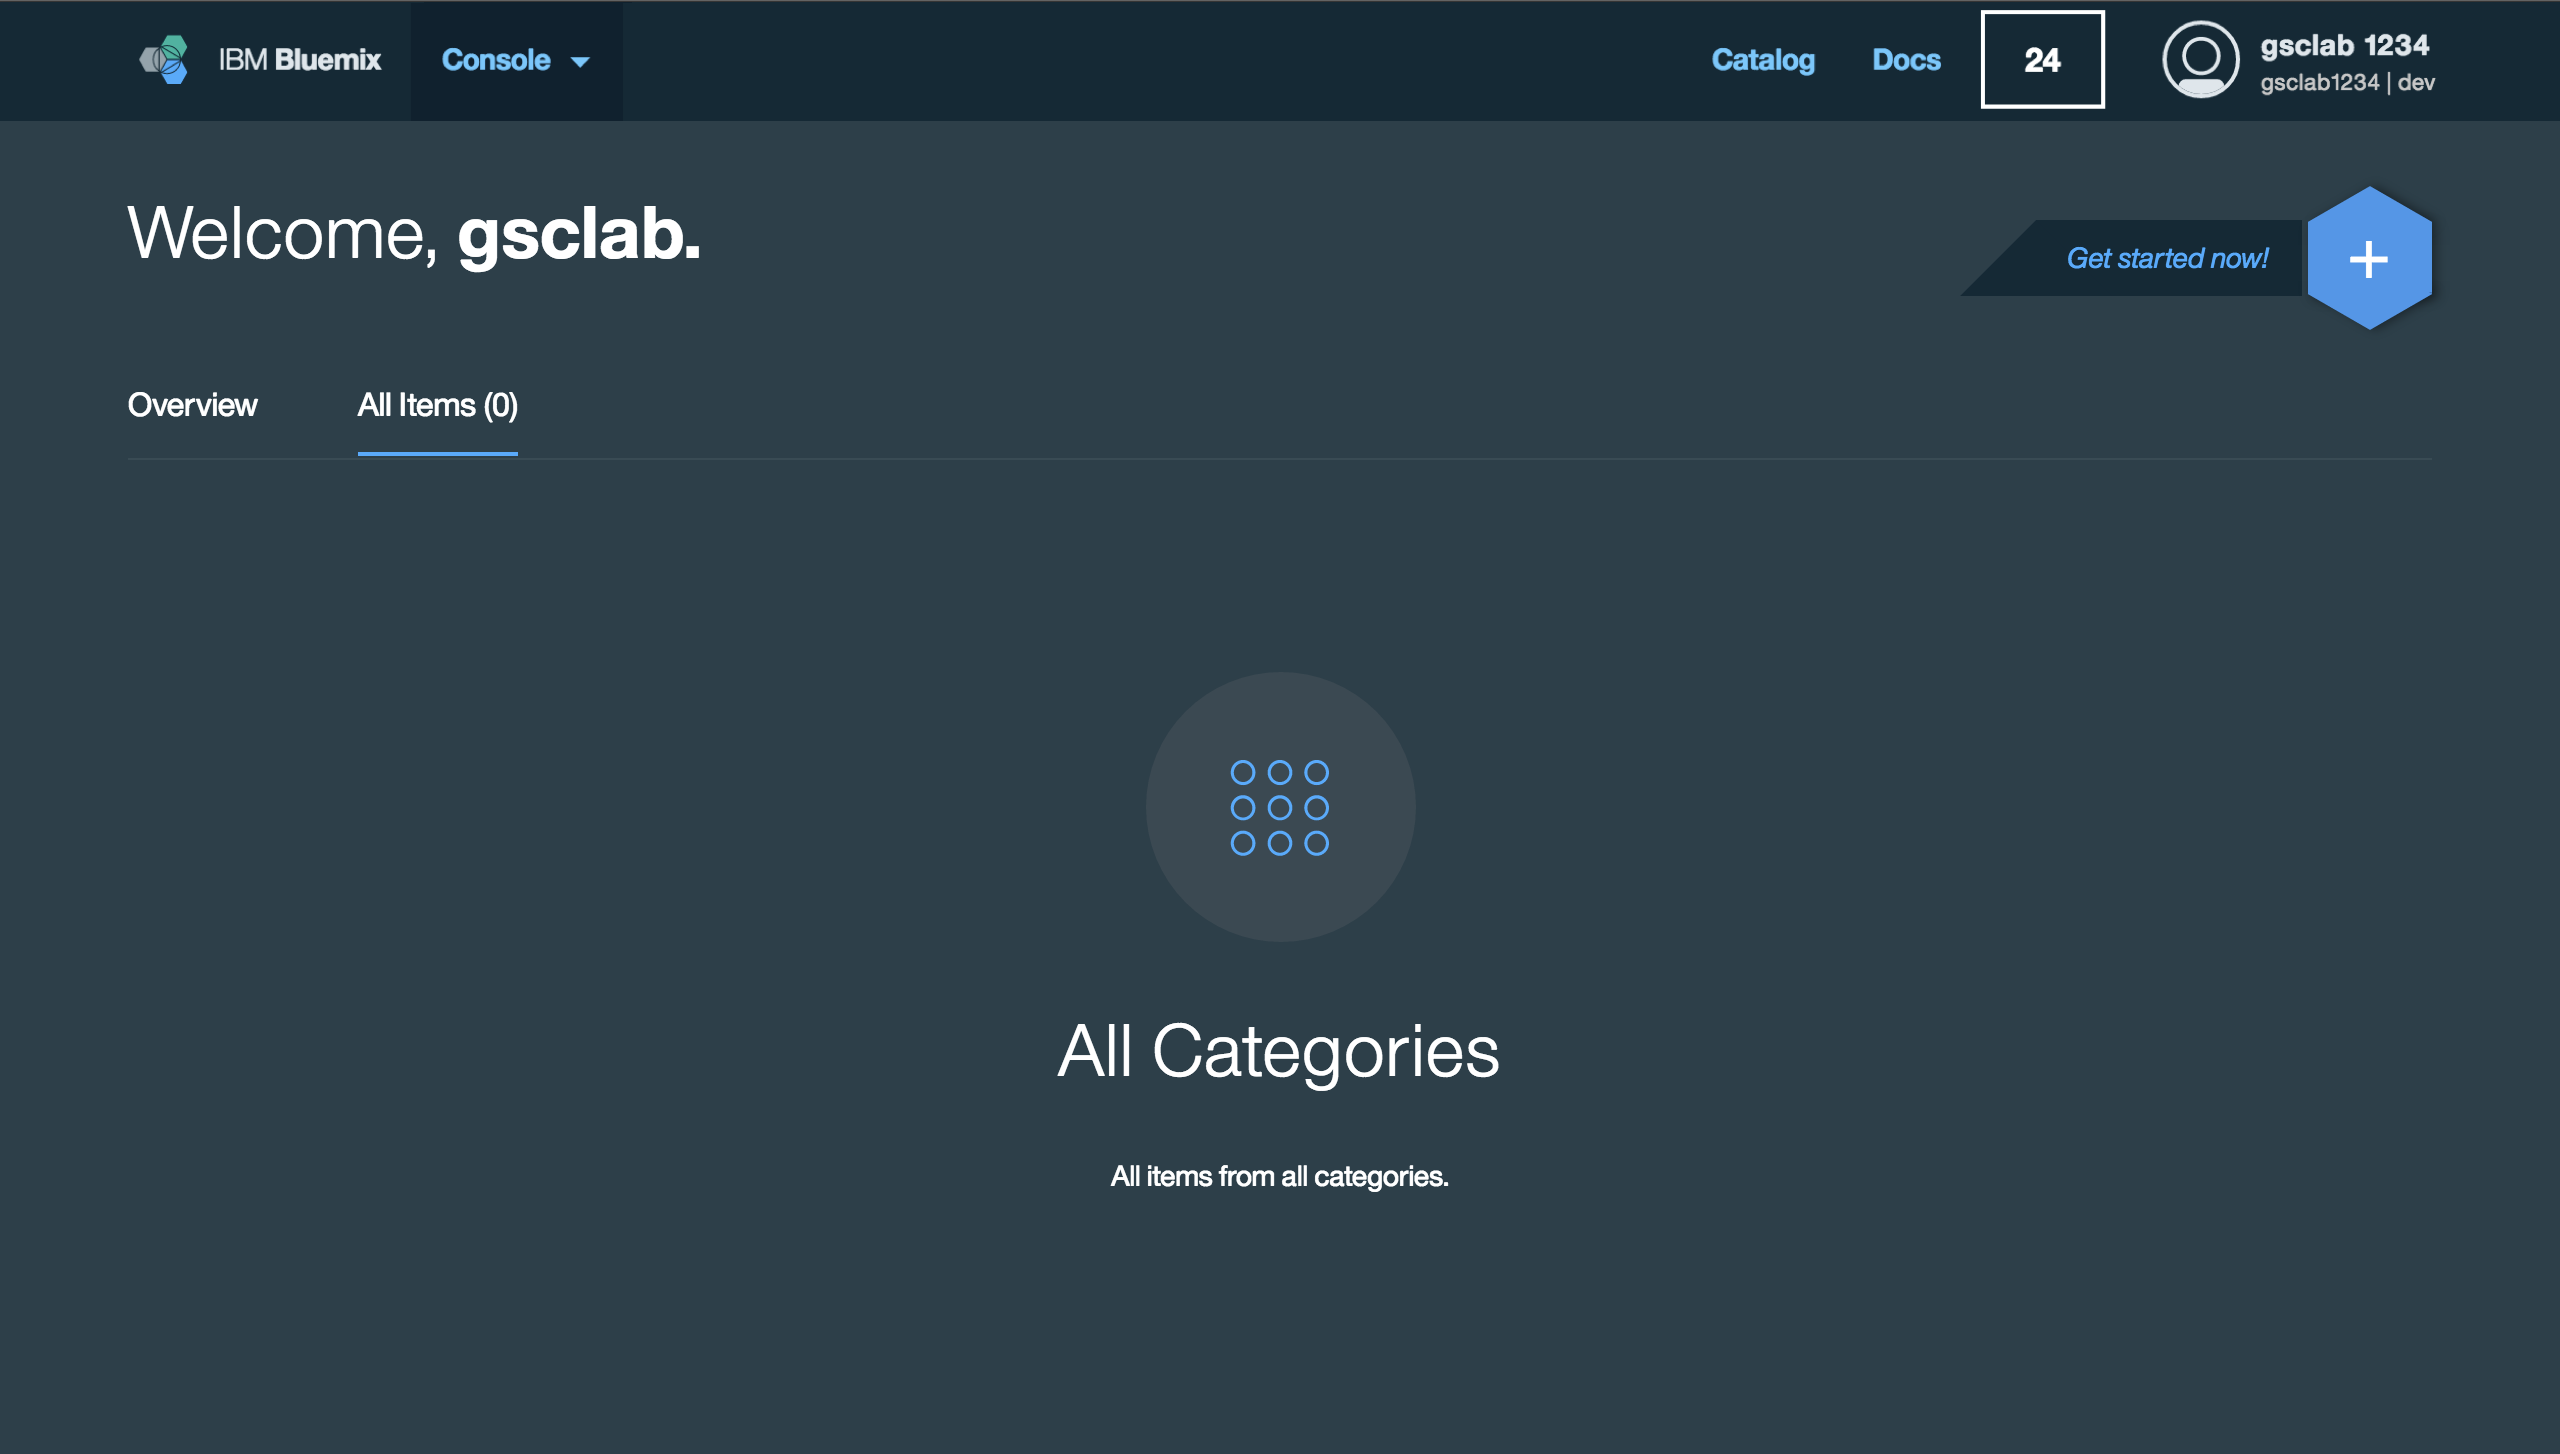 IBM Bluemix
Console
Catalog
Docs
24
gsclab 1234
gsclab1234 | dev
Welcome, gsclab.
Get started now!
+
Overview
All Items (0)
All Categories
All items from all categories.